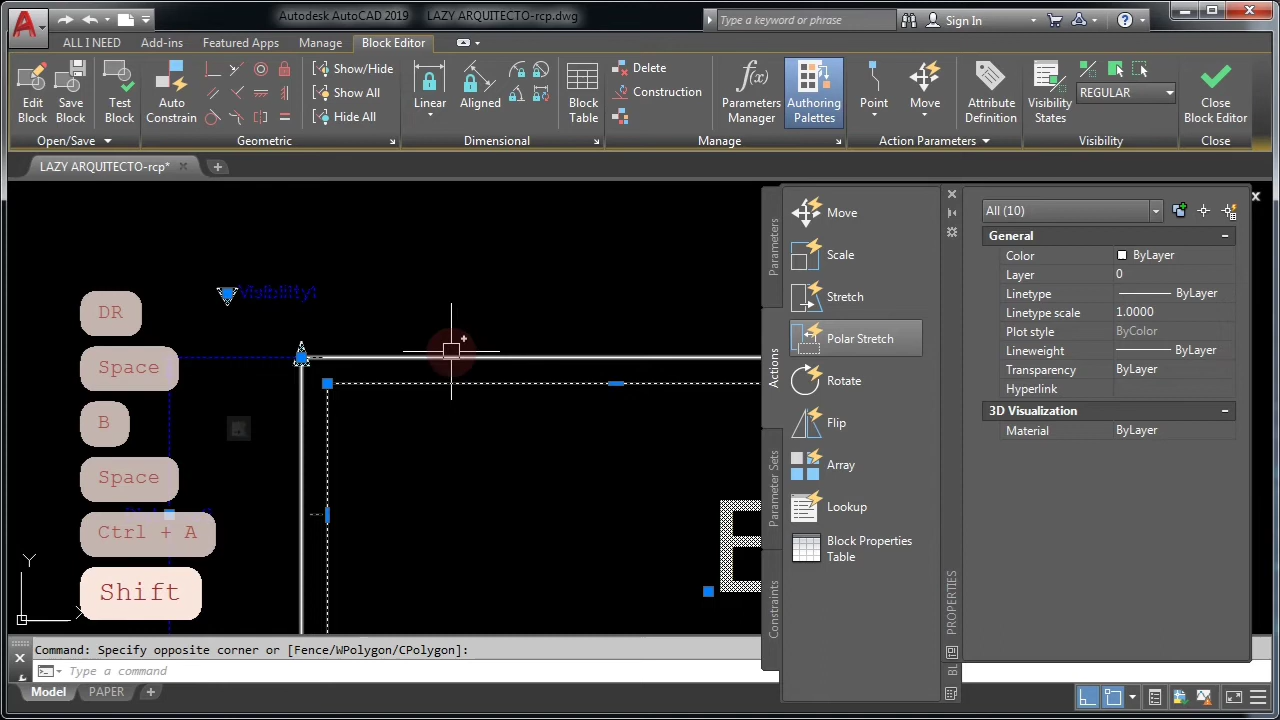 Autodesk AutoCAD 2019 LAZY ARQUITECTO-rcp.dwg
Type a keyword or phrase
Sign In
ALL I NEED Add-ins Featured Apps Manage Block Editor
Edit Block
Save Block
Test Block
Auto Constrain
Show/Hide
Show All
Hide All
Linear
Aligned
Block Table
Delete
Construction
Parameters Manager
Authoring Palettes
Point
Move
Attribute Definition
Visibility States
REGULAR
Close Block Editor
Open/Save Geometric Dimensional Manage Action Parameters Visibility Close
LAZY ARQUITECTO-rcp*
Visibility1
DR
Space
B
Space
Ctrl + A
Shift
Y
E
Parameters
Actions
Parameter Sets
Constraints
Move
Scale
Stretch
Polar Stretch
Rotate
Flip
Array
Lookup
Block Properties
Table
PROPERTIES
BL
All (10)
General
Color ByLayer
Layer 0
Linetype ByLayer
Linetype scale 1.0000
Plot style ByColor
Lineweight ByLayer
Transparency ByLayer
Hyperlink
3D Visualization
Material ByLayer
Command: Specify opposite corner or [Fence/WPolygon/CPolygon]:
Type a command
Model PAPER